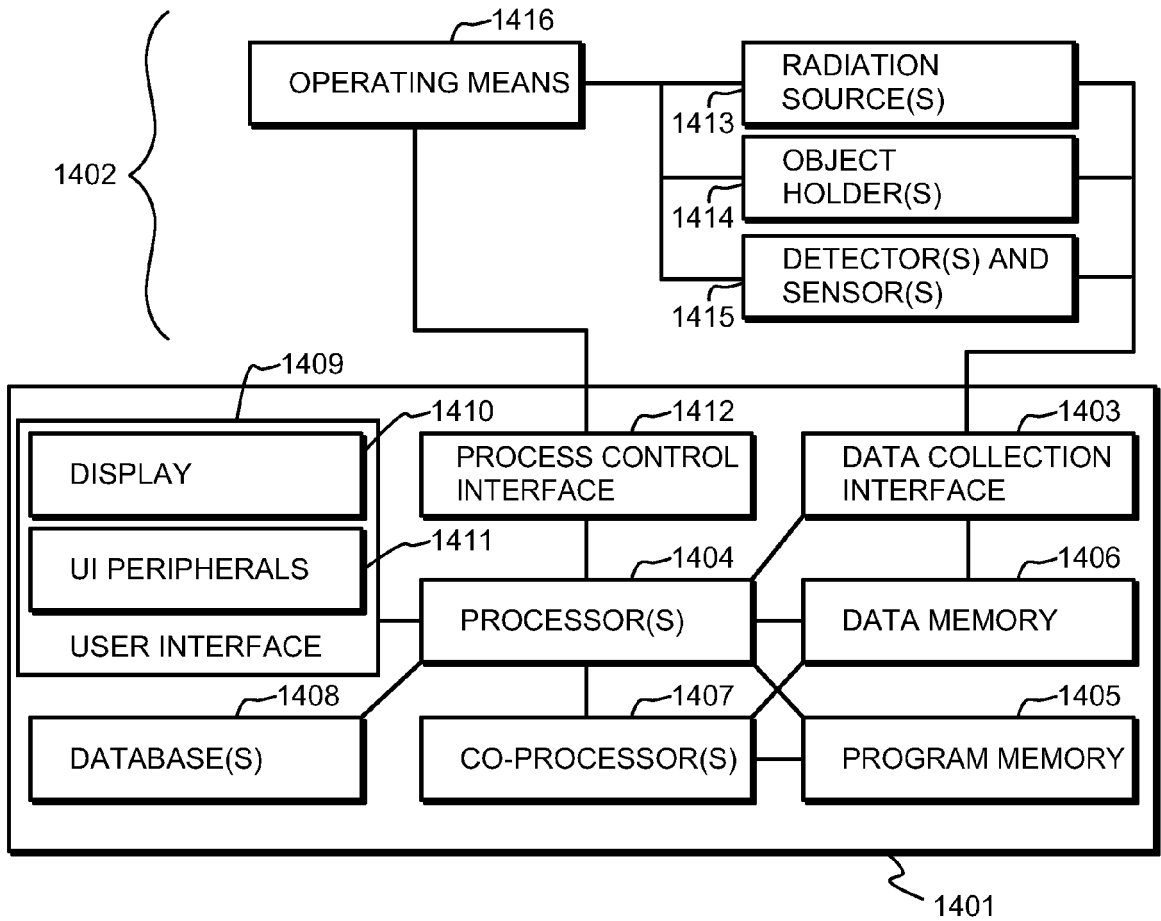 1416
OPERATING MEANS
RADIATION
SOURCE(S)
1413
1402
OBJECT
HOLDER(S)
1414
DETECTOR(S) AND
SENSOR(S)
1415
1409
1410
DISPLAY
1411
UI PERIPHERALS
USER INTERFACE
1412
PROCESS CONTROL
INTERFACE
1403
DATA COLLECTION
INTERFACE
1404
PROCESSOR(S)
1406
DATA MEMORY
1408
DATABASE(S)
1407
CO-PROCESSOR(S)
1405
PROGRAM MEMORY
1401